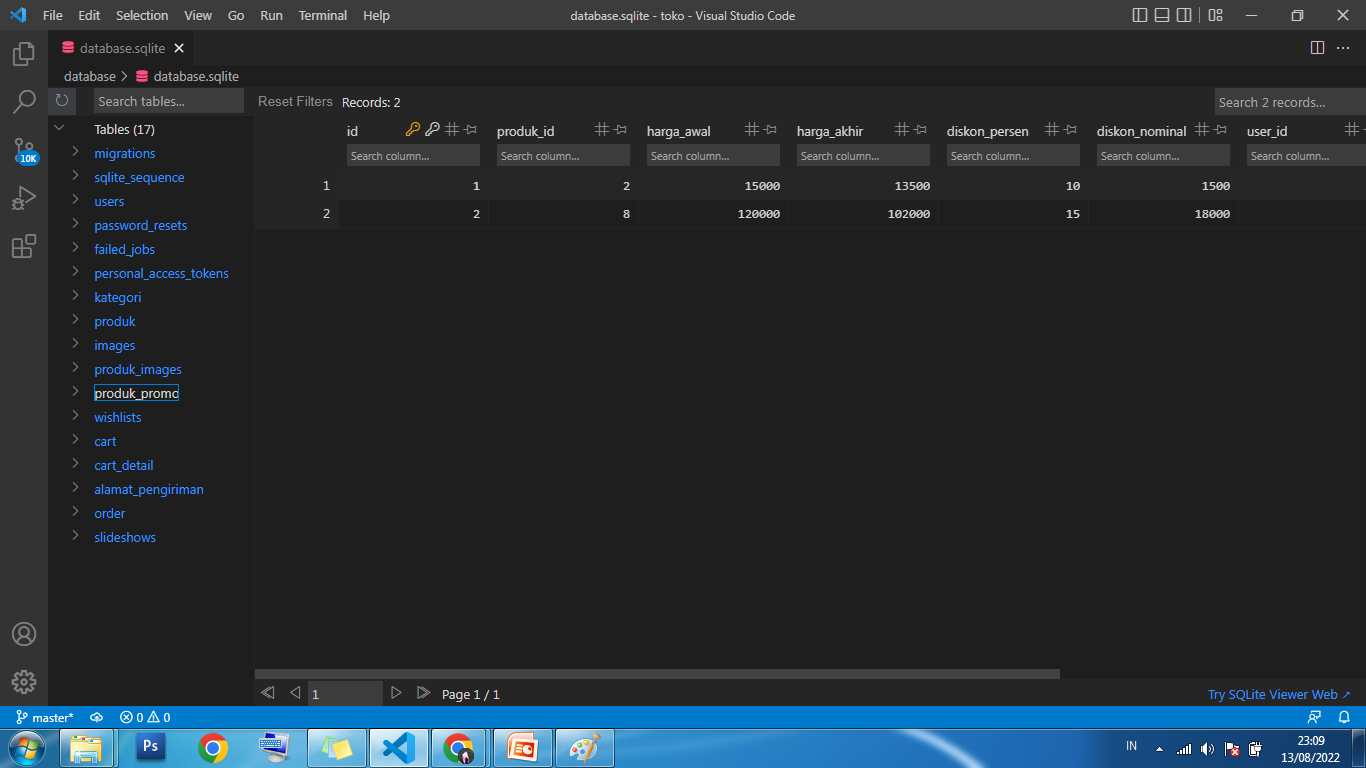 File Edit Selection View Go Run Terminal Help database.sqlite - toko - Visual Studio Code
database.sqlite
database > database.sqlite
Search tables... Reset Filters Records: 2 Search 2 records...
Tables (17)
migrations
sqlite_sequence
users
password_resets
failed_jobs
personal_access_tokens
kategori
produk
images
produk_images
produk_promo
wishlists
cart
cart_detail
alamat_pengiriman
order
slideshows
id produk_id harga_awal harga_akhir diskon_persen diskon_nominal user_id
Search column... Search column... Search column... Search column... Search column... Search column... Search column...
1 1 2 15000 13500 10 1500
2 2 8 120000 102000 15 18000
10K
1 Page 1 / 1 Try SQLite Viewer Web ↗
master* 0 0
Ps IN 23:09
13/08/2022